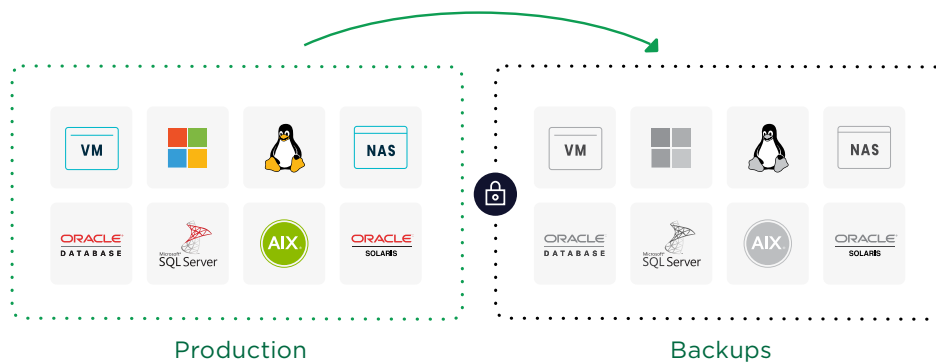 VM
NAS
ORACLE
DATABASE
Microsoft
SQL Server
AIX
ORACLE
SOLARIS
VM
NAS
ORACLE
DATABASE
Microsoft
SQL Server
AIX
ORACLE
SOLARIS
Production
Backups